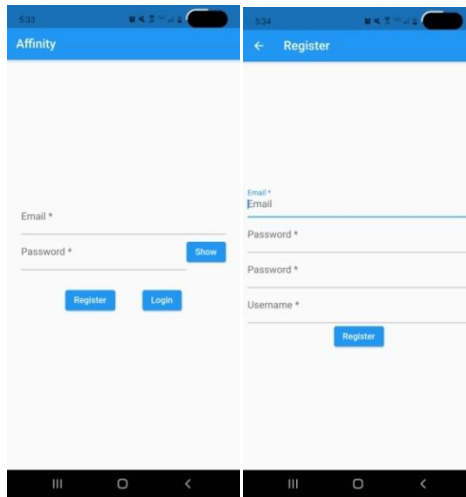 5:33
Affinity
Email *
Password *
Show
Register
Login
5:34
Register
Email *
Email
Password *
Password *
Username *
Register